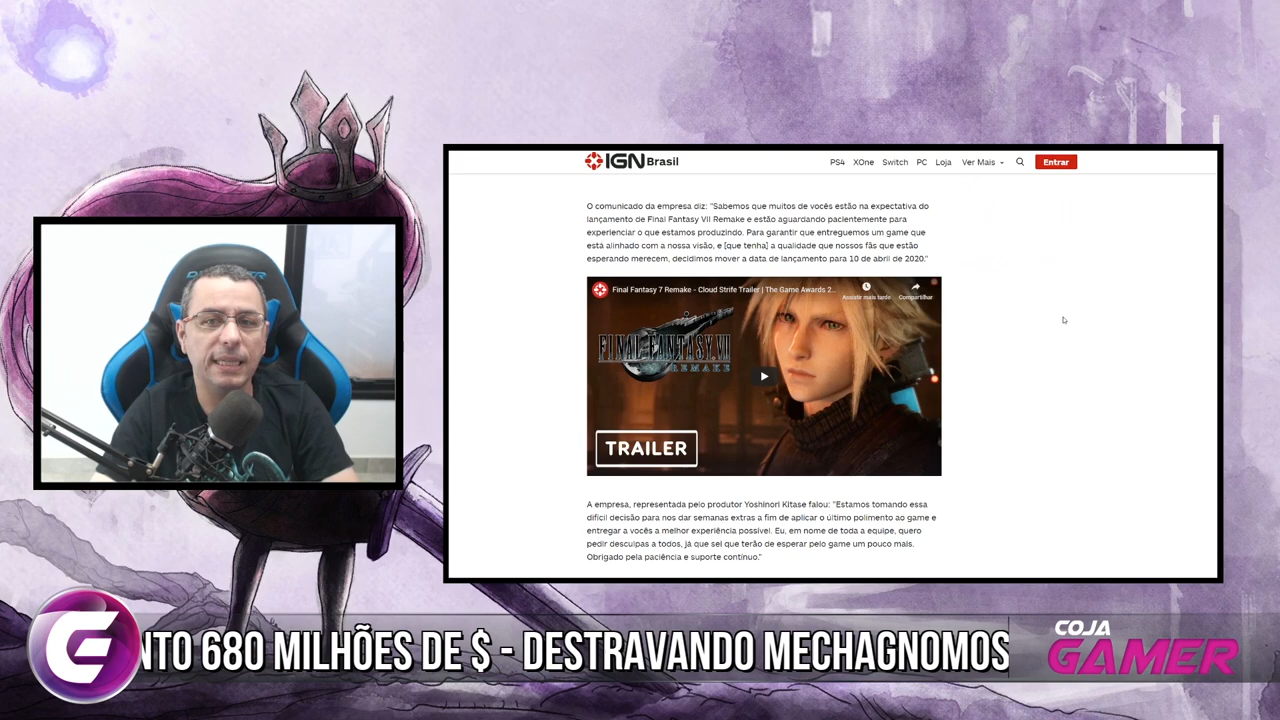 IGN Brasil
PS4 XOne Switch PC Loja Ver Mais Entrar
O comunicado da empresa diz: "Sabemos que muitos de vocês estão na expectativa do
lançamento de Final Fantasy VII Remake e estão aguardando pacientemente para
experienciar o que estamos produzindo. Para garantir que entreguemos um game que
está alinhado com a nossa visão, e [que tenha] a qualidade que nossos fãs que estão
esperando merecem, decidimos mover a data de lançamento para 10 de abril de 2020."
Final Fantasy 7 Remake - Cloud Strife Trailer | The Game Awards 2...
Assistir mais tarde
Compartilhar
FINAL FANTASY VII
REMAKE
TRAILER
A empresa, representada pelo produtor Yoshinori Kitase falou: "Estamos tomando essa
difícil decisão para nos dar semanas extras a fim de aplicar o último polimento ao game e
entregar a vocês a melhor experiência possível. Eu, em nome de toda a equipe, quero
pedir desculpas a todos, já que sei que terão de esperar pelo game um pouco mais.
Obrigado pela paciência e suporte contínuo."
G
NTO 680 MILHÕES DE $ - DESTRAVANDO MECHAGNOMOS
COJA
GAMER